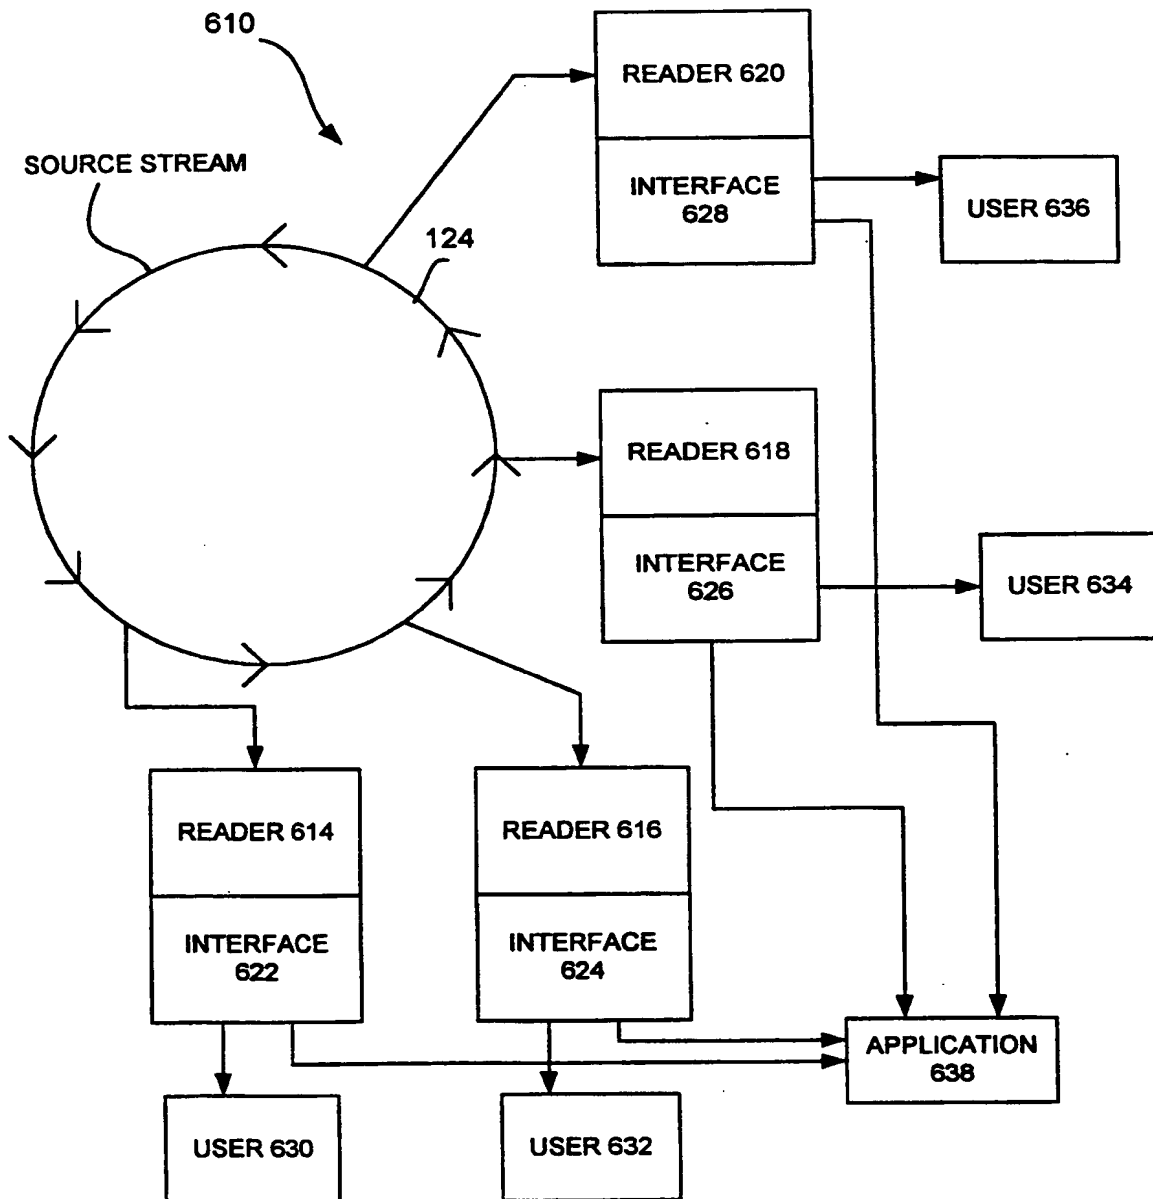 610
READER 620
SOURCE STREAM
INTERFACE
628
USER 636
124
READER 618
INTERFACE
626
USER 634
READER 614
READER 616
INTERFACE
622
INTERFACE
624
APPLICATION
638
USER 630
USER 632